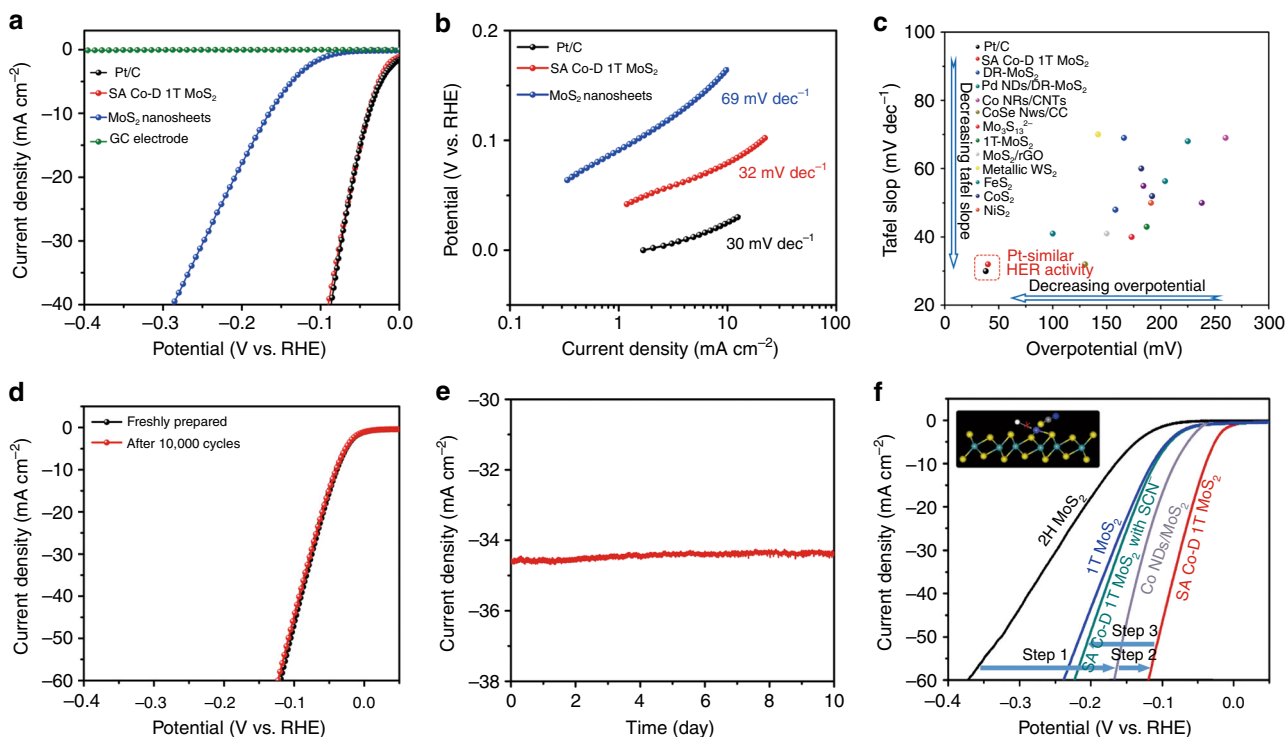 a
0
−10
−20
−30
−40
Current density (mA cm⁻²)
Pt/C
SA Co-D 1T MoS₂
MoS₂ nanosheets
GC electrode
−0.4
−0.3
−0.2
−0.1
0.0
Potential (V vs. RHE)
b
0.2
0.1
0.0
Potential (V vs. RHE)
Pt/C
SA Co-D 1T MoS₂
MoS₂ nanosheets
69 mV dec⁻¹
32 mV dec⁻¹
30 mV dec⁻¹
0.1
1
10
100
Current density (mA cm⁻²)
c
100
80
60
40
20
Tafel slop (mV dec⁻¹)
Decreasing tafel slope
Pt/C
SA Co-D 1T MoS₂
DR-MoS₂
Pd NDs/DR-MoS₂
Co NRs/CNTs
CoSe Nws/CC
Mo₃S₁₃²⁻
1T-MoS₂
MoS₂/rGO
Metallic WS₂
FeS₂
CoS₂
NiS₂
Pt-similar
HER activity
Decreasing overpotential
0
50
100
150
200
250
300
Overpotential (mV)
d
0
−10
−20
−30
−40
−50
−60
Current density (mA cm⁻²)
Freshly prepared
After 10,000 cycles
−0.4
−0.3
−0.2
−0.1
0.0
Potential (V vs. RHE)
e
−30
−32
−34
−36
−38
Current density (mA cm⁻²)
0
2
4
6
8
10
Time (day)
f
0
−10
−20
−30
−40
−50
−60
Current density (mA cm⁻²)
2H MoS₂
1T MoS₂
SA Co-D 1T MoS₂ with SCN⁻
Co NDs/MoS₂
SA Co-D 1T MoS₂
Step 3
Step 1
Step 2
−0.4
−0.3
−0.2
−0.1
0.0
Potential (V vs. RHE)